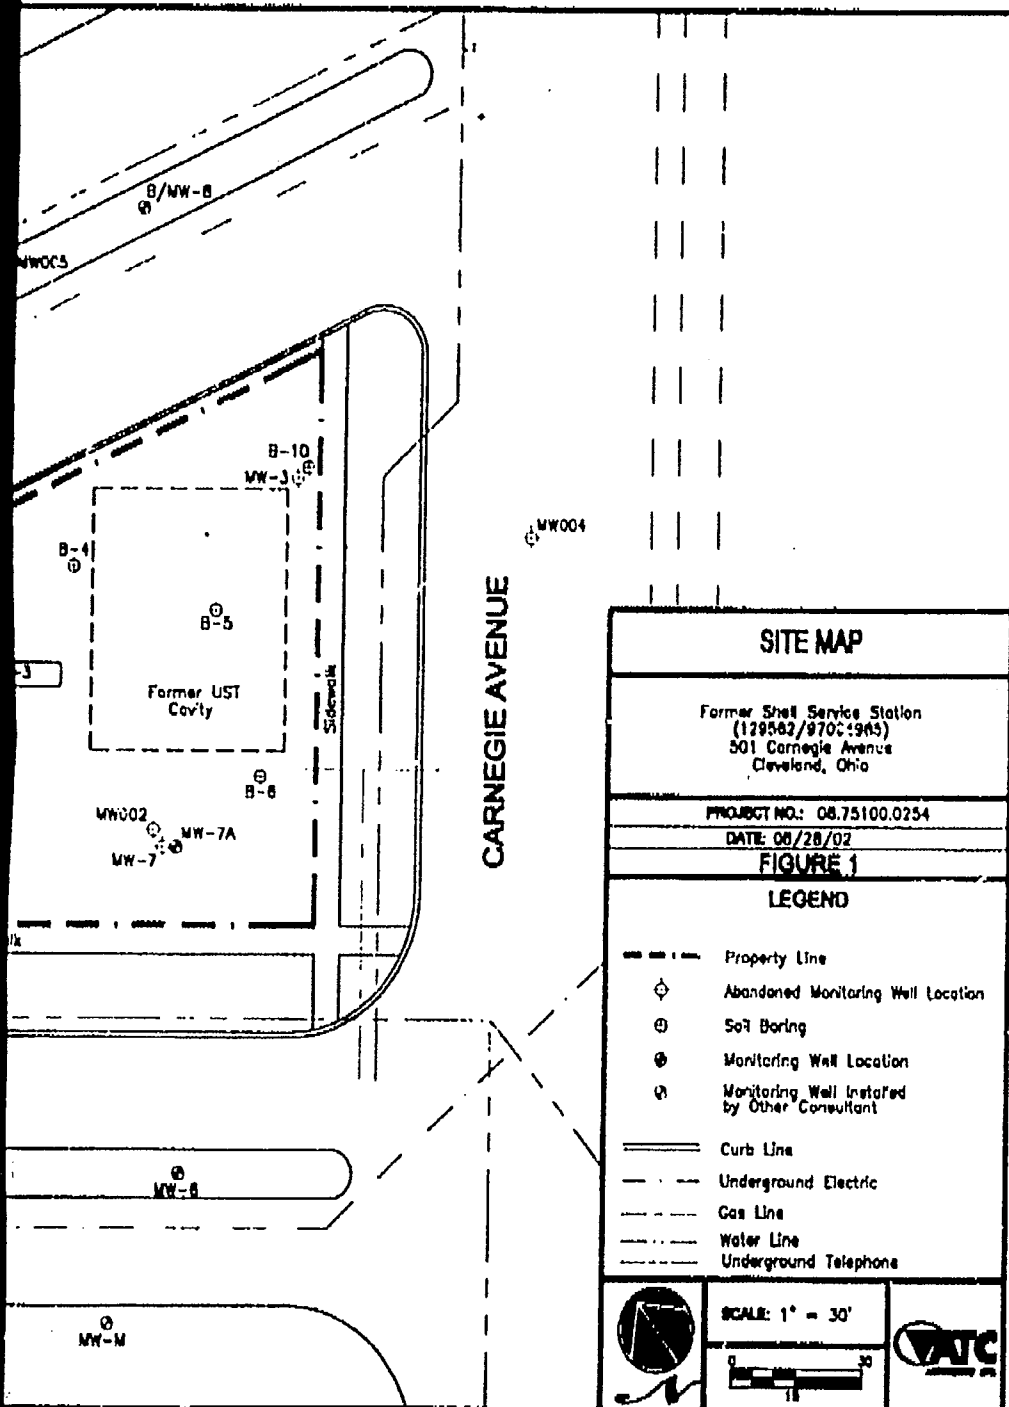 B/MW-8
MW005
B-10
MW-3
MW004
B-4
B-5
Former UST
Cavity
Sidewalk
CARNEGIE AVENUE
B-6
MW002
MW-7A
MW-7
MW-6
MW-M
SITE MAP
Former Shell Service Station
501 Carnegie Avenue
Cleveland, Ohio
PROJECT NO.: 08.75100.0254
DATE: 08/28/02
FIGURE 1
LEGEND
Property Line
Abandoned Monitoring Well Location
Soil Boring
Monitoring Well Location
Monitoring Well Installed
by Other Consultant
Curb Line
Underground Electric
Gas Line
Water Line
Underground Telephone
SCALE: 1" = 30'
0 30
15
ATC